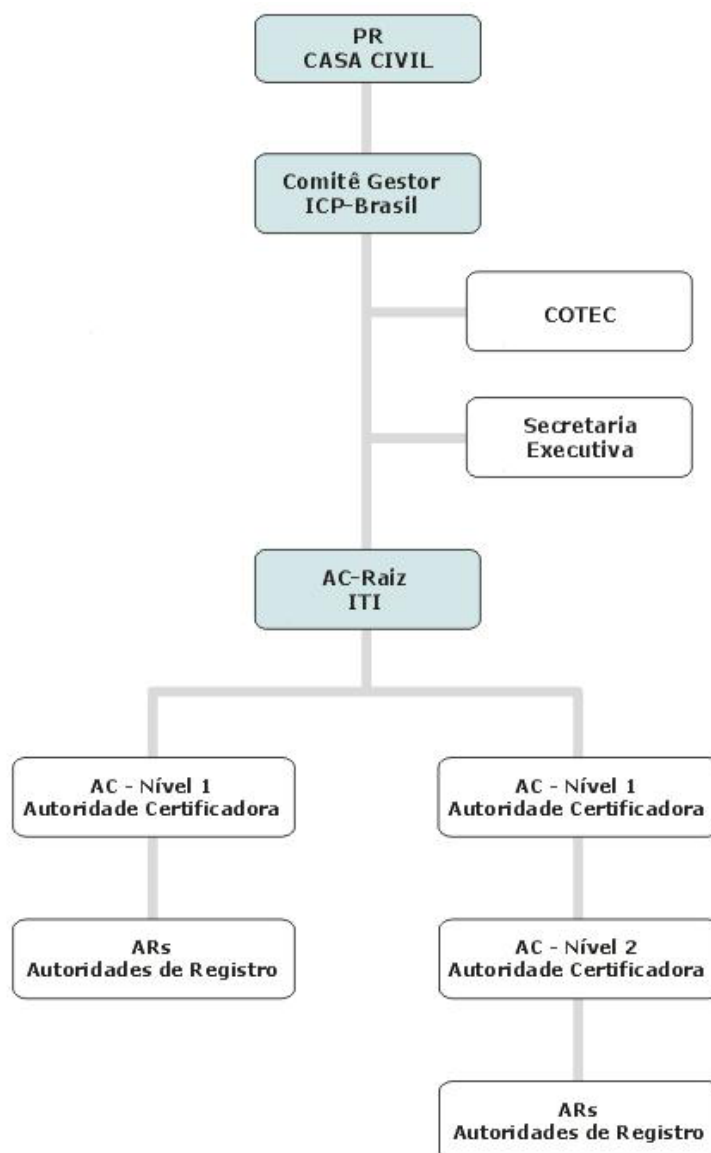 PR
CASA CIVIL
Comitê Gestor
ICP-Brasil
COTEC
Secretaria
Executiva
AC-Raiz
ITI
AC - Nível 1
Autoridade Certificadora
AC - Nível 1
Autoridade Certificadora
ARs
Autoridades de Registro
AC - Nível 2
Autoridade Certificadora
ARs
Autoridades de Registro